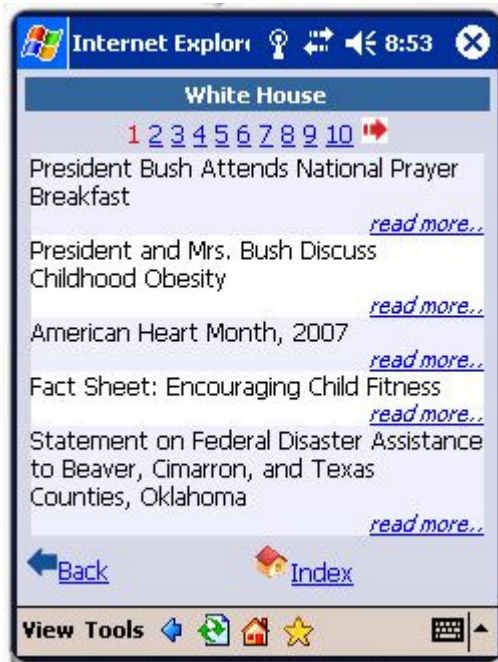 Internet Explore 8:53
White House
1 2 3 4 5 6 7 8 9 10
President Bush Attends National Prayer
Breakfast
read more..
President and Mrs. Bush Discuss
Childhood Obesity
read more..
American Heart Month, 2007
read more..
Fact Sheet: Encouraging Child Fitness
read more..
Statement on Federal Disaster Assistance
to Beaver, Cimarron, and Texas
Counties, Oklahoma
read more..
Back Index
View Tools